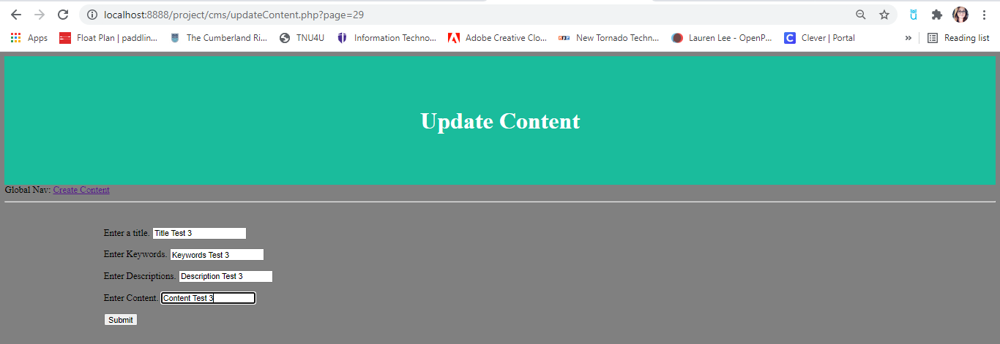 localhost:8888/project/cms/updateContent.php?page=29
Apps Float Plan | paddlin... The Cumberland Ri... TNU4U Information Techno... Adobe Creative Clo... New Tornado Techn... Lauren Lee - OpenP... C Clever | Portal » Reading list
Update Content
Global Nav: Create Content
Enter a title. Title Test 3
Enter Keywords. Keywords Test 3
Enter Descriptions. Description Test 3
Enter Content. Content Test 3
Submit